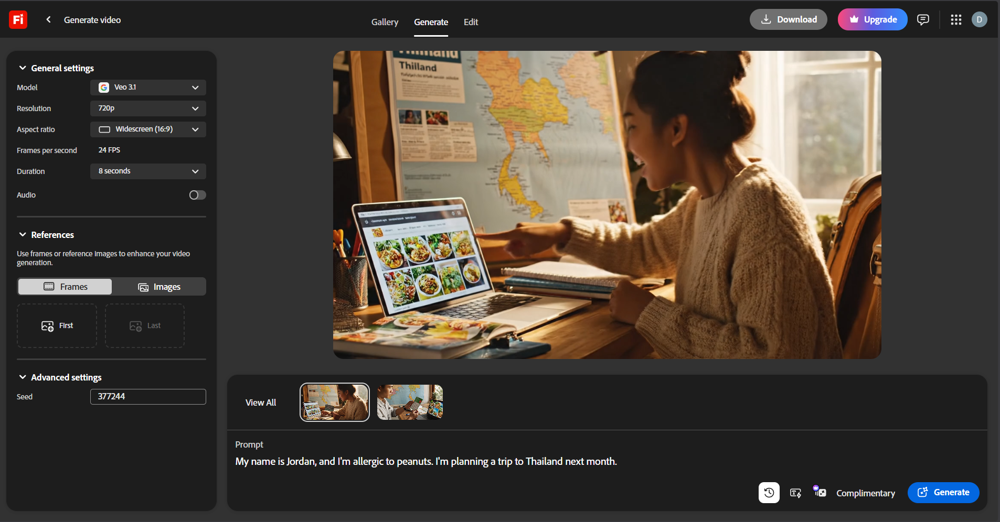 Fi
Generate video
Gallery
Generate
Edit
Download
Upgrade
D
General settings
Model
Veo 3.1
Resolution
720p
Aspect ratio
Widescreen (16:9)
Frames per second
24 FPS
Duration
8 seconds
Audio
References
Use frames or reference images to enhance your video
generation.
Frames
Images
First
Last
Advanced settings
Seed
377244
Thilland
View All
Prompt
My name is Jordan, and I'm allergic to peanuts. I'm planning a trip to Thailand next month.
Complimentary
Generate